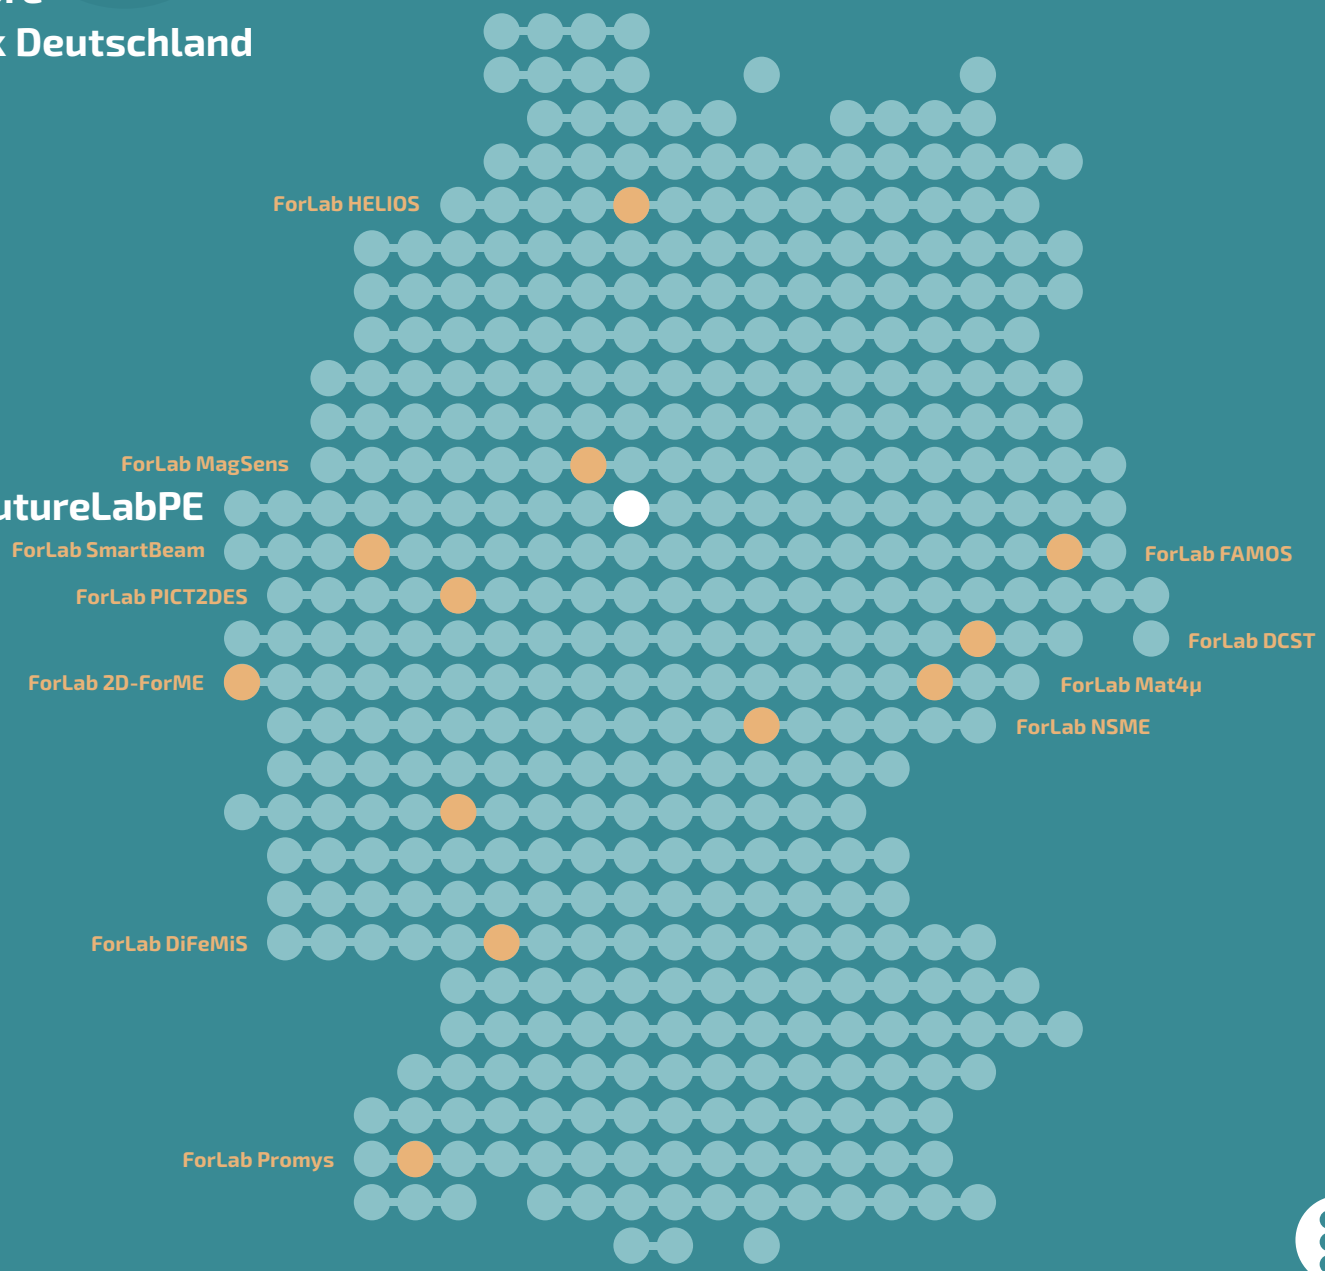 Deutschland
ForLab HELIOS
ForLab MagSens
utureLabPE
ForLab SmartBeam
ForLab FAMOS
ForLab PICT2DES
ForLab DCST
ForLab 2D-ForME
ForLab Mat4µ
ForLab NSME
ForLab DiFeMiS
ForLab Promys